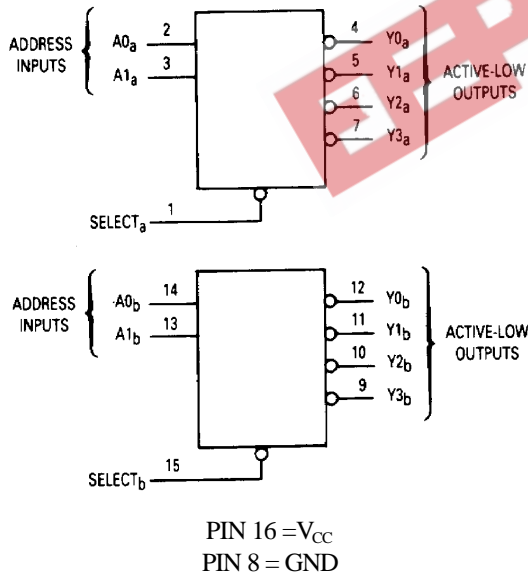 ADDRESS INPUTS
A0a 2
A1a 3
4 Y0a
5 Y1a
6 Y2a
7 Y3a
ACTIVE-LOW OUTPUTS
SELECTa 1
ADDRESS INPUTS
A0b 14
A1b 13
12 Y0b
11 Y1b
10 Y2b
9 Y3b
ACTIVE-LOW OUTPUTS
SELECTb 15
PIN 16 =VCC
PIN 8 = GND